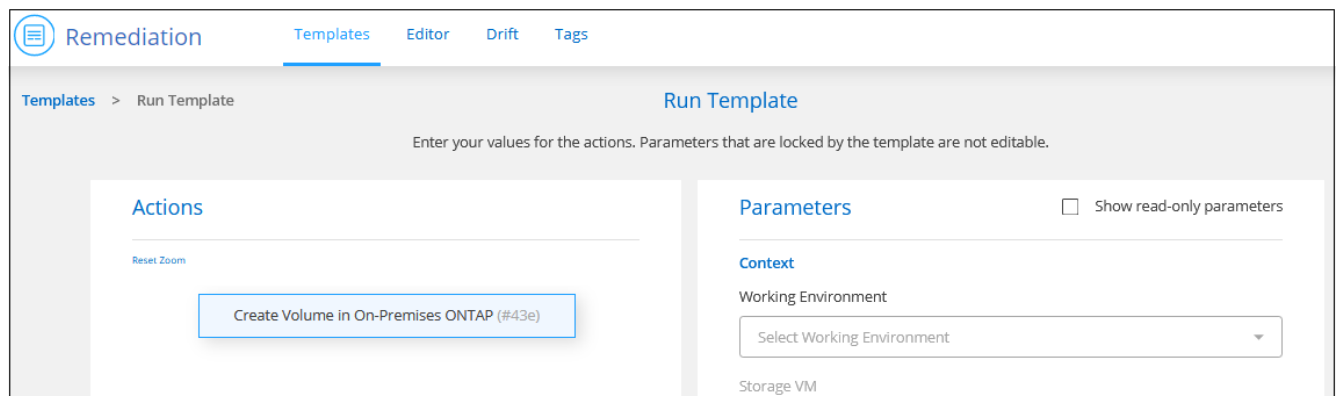 Remediation
Templates Editor Drift Tags
Templates > Run Template
Run Template
Enter your values for the actions. Parameters that are locked by the template are not editable.
Actions
Reset Zoom
Create Volume in On-Premises ONTAP (#43e)
Parameters
Show read-only parameters
Context
Working Environment
Select Working Environment
Storage VM